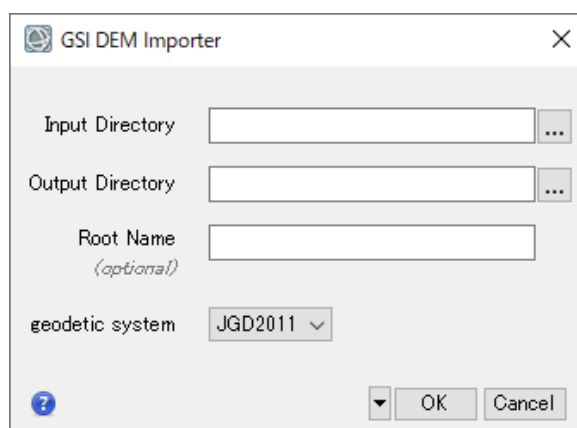 GSI DEM Importer
Input Directory
...
Output Directory
...
Root Name
(optional)
geodetic system JGD2011
? OK Cancel